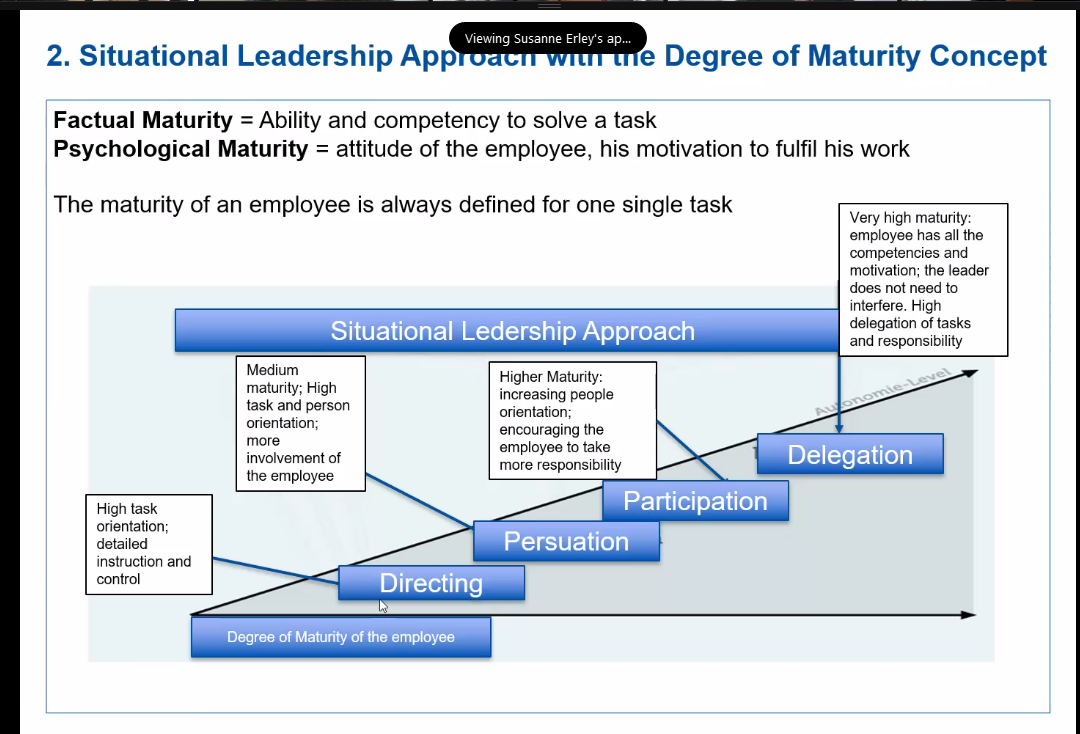 Viewing Susanne Erley's ap...
2. Situational Leadership Approach with the Degree of Maturity Concept
Factual Maturity = Ability and competency to solve a task
Psychological Maturity = attitude of the employee, his motivation to fulfil his work
The maturity of an employee is always defined for one single task
Very high maturity:
employee has all the
competencies and
motivation; the leader
does not need to
interfere. High
delegation of tasks
and responsibility
Situational Ledership Approach
Medium
maturity; High
task and person
orientation;
more
involvement of
the employee
Higher Maturity:
increasing people
orientation;
encouraging the
employee to take
more responsibility
Autonomie-Level
High task
orientation;
detailed
instruction and
control
Delegation
Participation
Persuation
Directing
Degree of Maturity of the employee